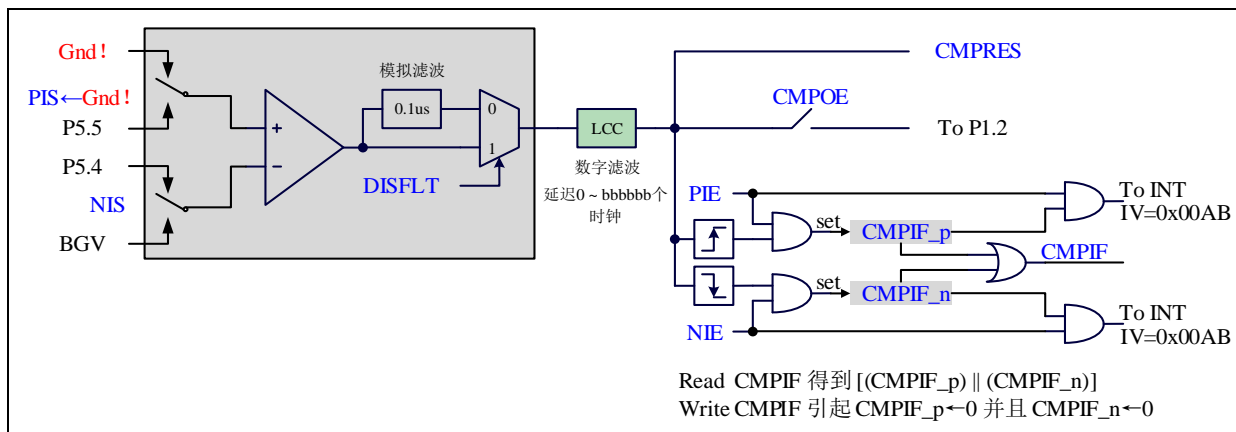 Gnd!
PIS←Gnd!
P5.5
P5.4
NIS
BGV
+
−
模拟滤波
0.1us
0
1
DISFLT
LCC
数字滤波
延迟0 ~ bbbbbb个
时钟
CMPRES
CMPOE
To P1.2
PIE
set
CMPIF_p
To INT
IV=0x00AB
CMPIF
set
CMPIF_n
NIE
To INT
IV=0x00AB
Read CMPIF 得到 [(CMPIF_p) || (CMPIF_n)]
Write CMPIF 引起 CMPIF_p←0 并且 CMPIF_n←0